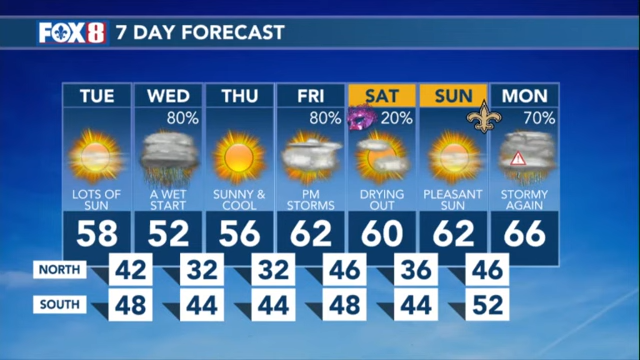 FOX 8 7 DAY FORECAST
TUE WED THU FRI SAT SUN MON
80% 80% 20% 70%
LOTS OF SUN
A WET START
SUNNY & COOL
PM STORMS
DRYING OUT
PLEASANT SUN
STORMY AGAIN
58 52 56 62 60 62 66
NORTH 42 32 32 46 36 46
SOUTH 48 44 44 48 44 52